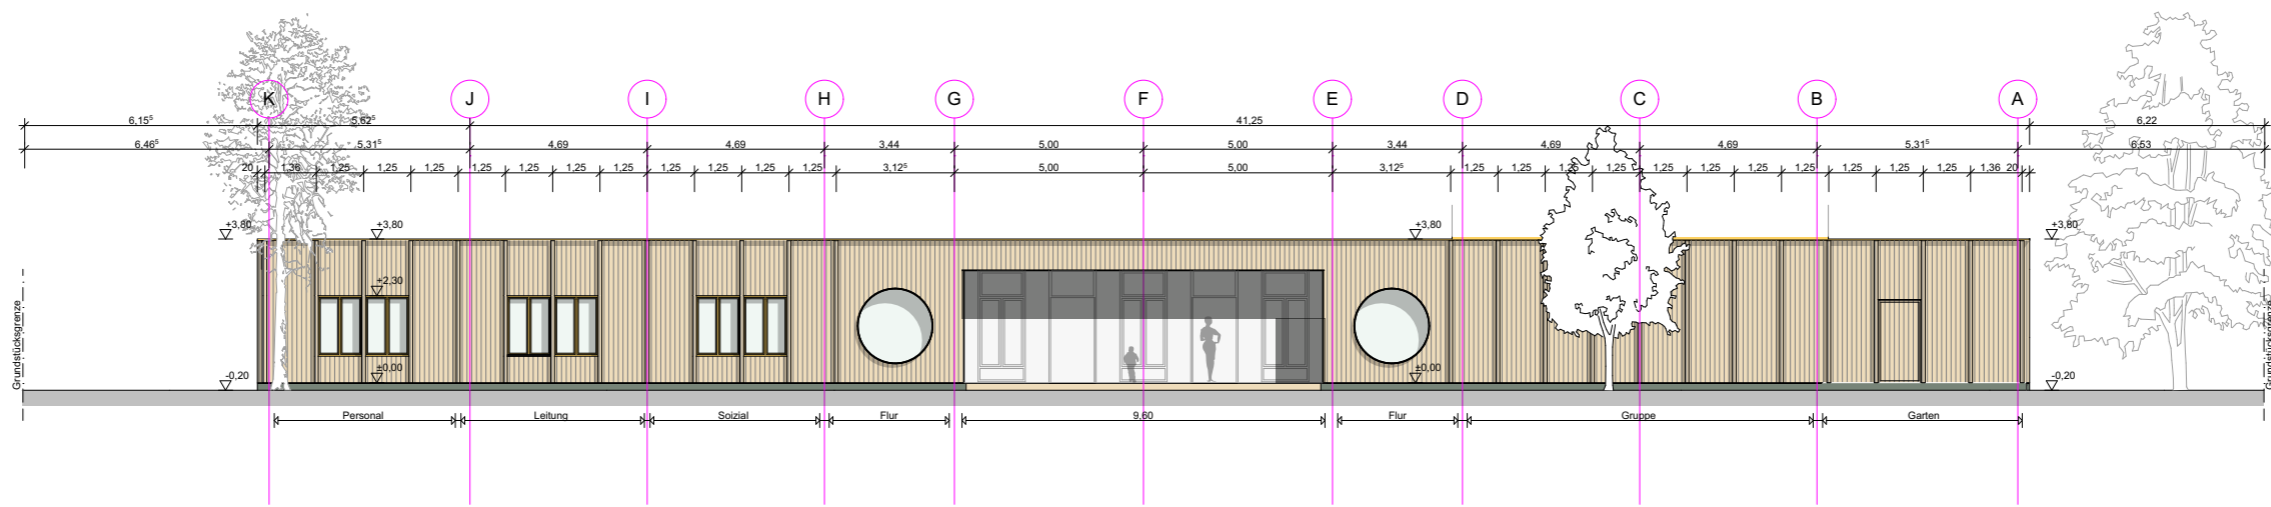 K J I H G F E D C B A
6,15⁵ 5,62⁵ 41,25 6,22
6,46⁵ 5,31⁵ 4,69 4,69 3,44 5,00 5,00 3,44 4,69 4,69 5,31⁵ 6,53
20 1,36 1,25 1,25 1,25 1,25 1,25 1,25 1,25 1,25 1,25 1,25 1,25 3,12⁵ 5,00 5,00 3,12⁵ 1,25 1,25 1,25 1,25 1,25 1,25 1,25 1,25 1,25 1,25 1,25 1,36 20
+3,80 +3,80 +3,80 +3,80
+2,30
±0,00 ±0,00
-0,20 -0,20
Grundstücksgrenze
Grundstücksgrenze
Personal Leitung Soizial Flur 9,60 Flur Gruppe Garten